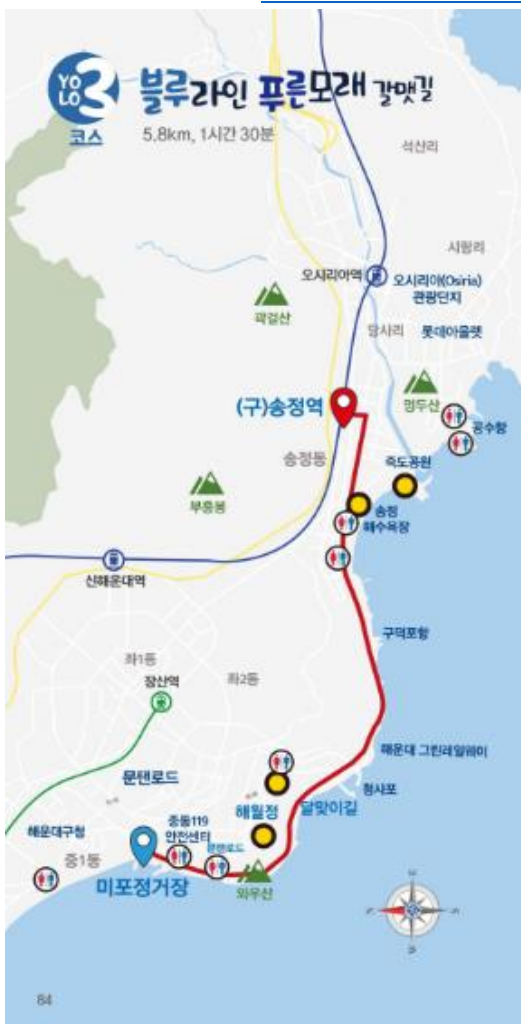 YOLO 3
코스
블루라인 푸른모래 갈맷길
5.8km, 1시간 30분
석산리
시랑리
오시리아역
오시리아(Osiria)
관광단지
곽걸산
당사리
롯데아울렛
(구)송정역
공수항
송정동
죽도공원
부흥봉
송정
해수욕장
신해운대역
구덕포항
좌1동
장산역
좌2동
해운대 그린레일웨이
문탠로드
청사포
해월정
달맞이길
중동119
안전센터
해운대구청
문탠로드
중1동
미포정거장
와우산
84